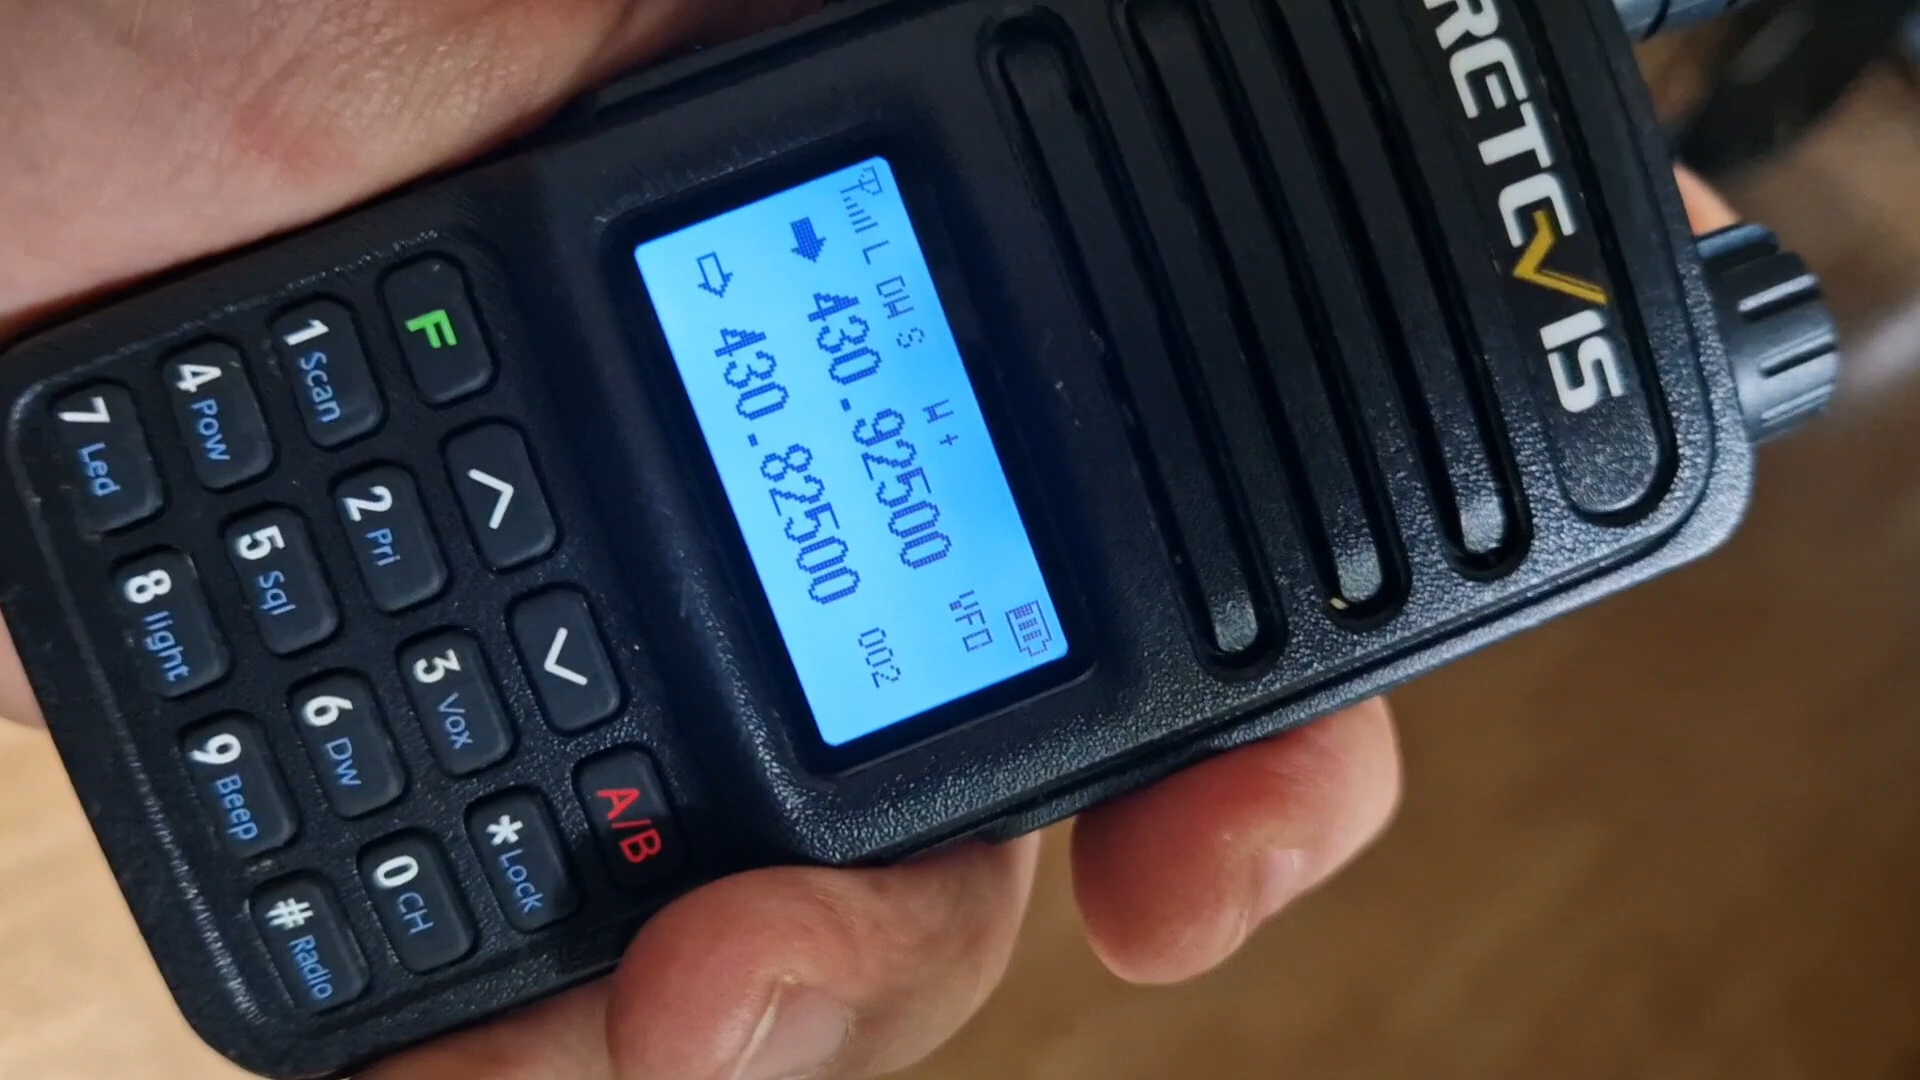 RETEVIS
L DW S W+
430.92500 VFO
430.82500 002
F ∧ ∨ A/B
1 Scan 2 Pri 3 Vox * Lock
4 Pow 5 Sql 6 Dw 0 CH
7 Led 8 light 9 Beep # Radio